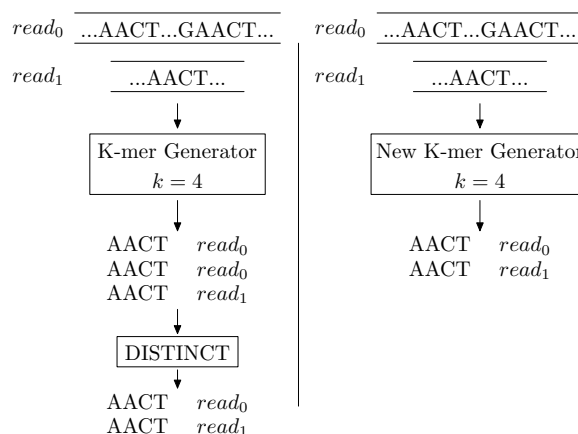 read₀ ...AACT...GAACT...
read₁ ...AACT...
K-mer Generator
k = 4
AACT read₀
AACT read₀
AACT read₁
DISTINCT
AACT read₀
AACT read₁
read₀ ...AACT...GAACT...
read₁ ...AACT...
New K-mer Generator
k = 4
AACT read₀
AACT read₁